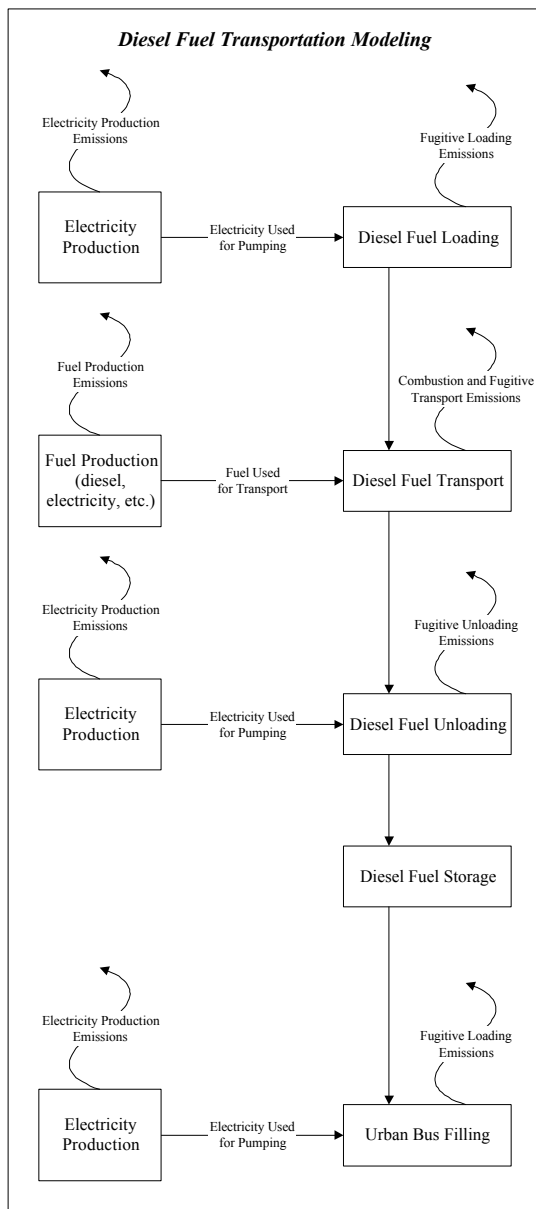 Diesel Fuel Transportation Modeling
Electricity Production
Emissions
Fugitive Loading
Emissions
Electricity
Production
Electricity Used
for Pumping
Diesel Fuel Loading
Fuel Production
Emissions
Combustion and Fugitive
Transport Emissions
Fuel Production
(diesel,
electricity, etc.)
Fuel Used
for Transport
Diesel Fuel Transport
Electricity Production
Emissions
Fugitive Unloading
Emissions
Electricity
Production
Electricity Used
for Pumping
Diesel Fuel Unloading
Diesel Fuel Storage
Electricity Production
Emissions
Fugitive Loading
Emissions
Electricity
Production
Electricity Used
for Pumping
Urban Bus Filling